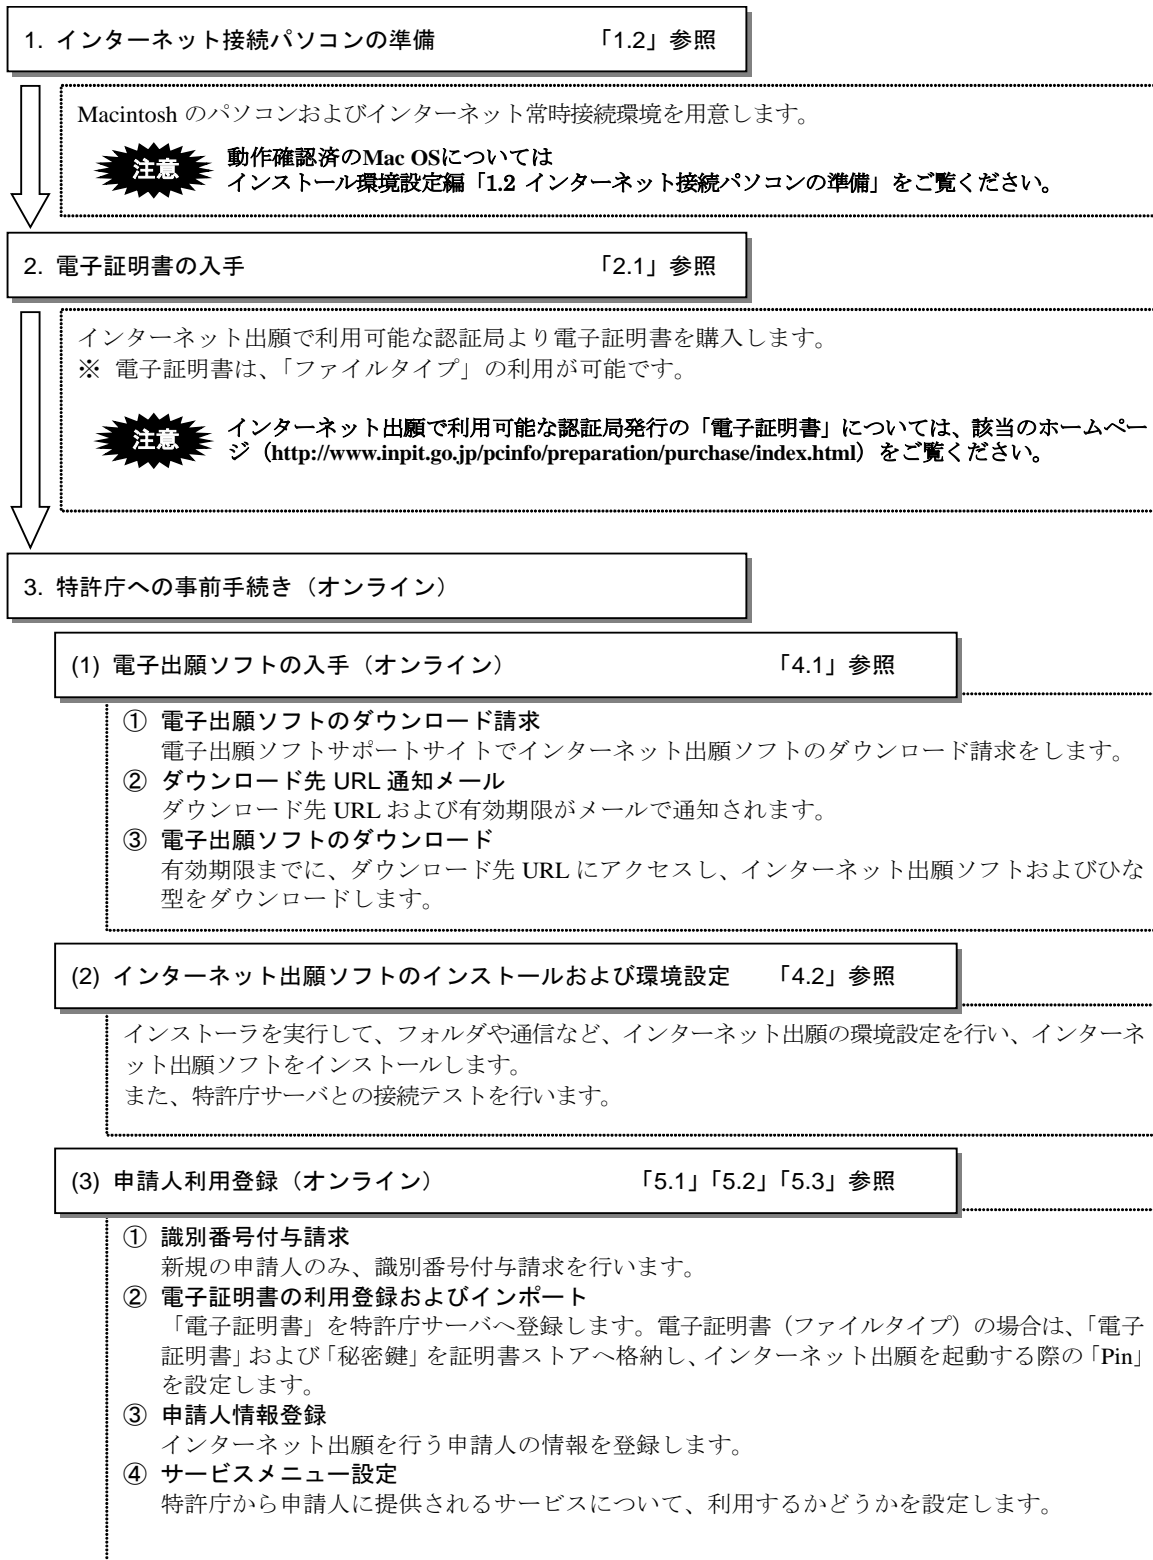 1. インターネット接続パソコンの準備 「1.2」参照
Macintosh のパソコンおよびインターネット常時接続環境を用意します。
注意 動作確認済のMac OSについては
インストール環境設定編「1.2 インターネット接続パソコンの準備」をご覧ください。
2. 電子証明書の入手 「2.1」参照
インターネット出願で利用可能な認証局より電子証明書を購入します。
※ 電子証明書は、「ファイルタイプ」の利用が可能です。
注意 インターネット出願で利用可能な認証局発行の「電子証明書」については、該当のホームペー
ジ（http://www.inpit.go.jp/pcinfo/preparation/purchase/index.html）をご覧ください。
3. 特許庁への事前手続き（オンライン）
(1) 電子出願ソフトの入手（オンライン） 「4.1」参照
① 電子出願ソフトのダウンロード請求
電子出願ソフトサポートサイトでインターネット出願ソフトのダウンロード請求をします。
② ダウンロード先 URL 通知メール
ダウンロード先 URL および有効期限がメールで通知されます。
③ 電子出願ソフトのダウンロード
有効期限までに、ダウンロード先 URL にアクセスし、インターネット出願ソフトおよびひな
型をダウンロードします。
(2) インターネット出願ソフトのインストールおよび環境設定 「4.2」参照
インストーラを実行して、フォルダや通信など、インターネット出願の環境設定を行い、インターネ
ット出願ソフトをインストールします。
また、特許庁サーバとの接続テストを行います。
(3) 申請人利用登録（オンライン） 「5.1」「5.2」「5.3」参照
① 識別番号付与請求
新規の申請人のみ、識別番号付与請求を行います。
② 電子証明書の利用登録およびインポート
「電子証明書」を特許庁サーバへ登録します。電子証明書（ファイルタイプ）の場合は、「電子
証明書」および「秘密鍵」を証明書ストアへ格納し、インターネット出願を起動する際の「Pin」
を設定します。
③ 申請人情報登録
インターネット出願を行う申請人の情報を登録します。
④ サービスメニュー設定
特許庁から申請人に提供されるサービスについて、利用するかどうかを設定します。